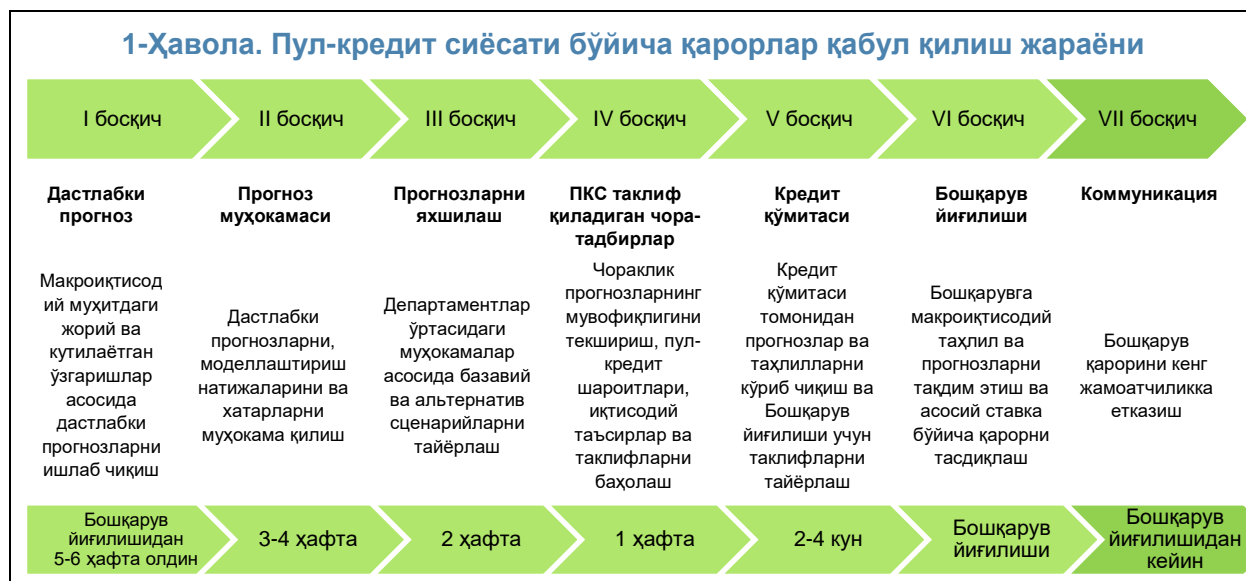 1-Ҳавола. Пул-кредит сиёсати бўйича қарорлар қабул қилиш жараёни
I босқич
II босқич
III босқич
IV босқич
V босқич
VI босқич
VII босқич
Дастлабки
прогноз
Прогноз
муҳокамаси
Прогнозларни
яхшилаш
ПКС таклиф
қиладиган чора-
тадбирлар
Кредит
қўмитаси
Бошқарув
йиғилиши
Коммуникация
Макроиқтисод
ий муҳитдаги
жорий ва
кутилаётган
ўзгаришлар
асосида
дастлабки
прогнозларни
ишлаб чиқиш
Дастлабки
прогнозларни,
моделлаштириш
натижаларини ва
хатарларни
муҳокама қилиш
Департаментлар
ўртасидаги
муҳокамалар
асосида базавий
ва альтернатив
сценарийларни
тайёрлаш
Чораклик
прогнозларнинг
мувофиқлигини
текшириш, пул-
кредит
шароитлари,
иқтисодий
таъсирлар ва
таклифларни
баҳолаш
Кредит
қўмитаси
томонидан
прогнозлар ва
таҳлилларни
кўриб чиқиш ва
Бошқарув
йиғилиши учун
таклифларни
тайёрлаш
Бошқарувга
макроиқтисодий
таҳлил ва
прогнозларни
тақдим этиш ва
асосий ставка
бўйича қарорни
тасдиқлаш
Бошқарув
қарорини кенг
жамоатчиликка
етказиш
Бошқарув
йиғилишидан
5-6 ҳафта олдин
3-4 ҳафта
2 ҳафта
1 ҳафта
2-4 кун
Бошқарув
йиғилиши
Бошқарув
йиғилишидан
кейин